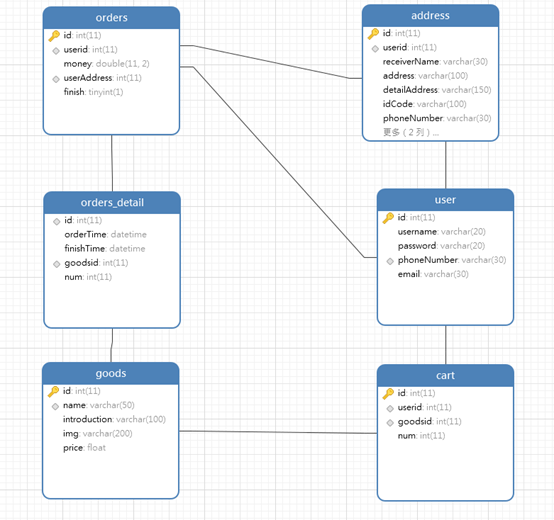 orders
id: int(11)
userid: int(11)
money: double(11, 2)
userAddress: int(11)
finish: tinyint(1)
address
id: int(11)
userid: int(11)
receiverName: varchar(30)
address: varchar(100)
detailAddress: varchar(150)
idCode: varchar(100)
phoneNumber: varchar(30)
更多 ( 2 列 ) ...
orders_detail
id: int(11)
orderTime: datetime
finishTime: datetime
goodsid: int(11)
num: int(11)
user
id: int(11)
username: varchar(20)
password: varchar(20)
phoneNumber: varchar(30)
email: varchar(30)
goods
id: int(11)
name: varchar(50)
introduction: varchar(100)
img: varchar(200)
price: float
cart
id: int(11)
userid: int(11)
goodsid: int(11)
num: int(11)